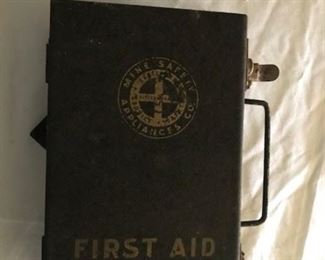 MINE SAFETY
APPLIANCES CO.
FIRST AID